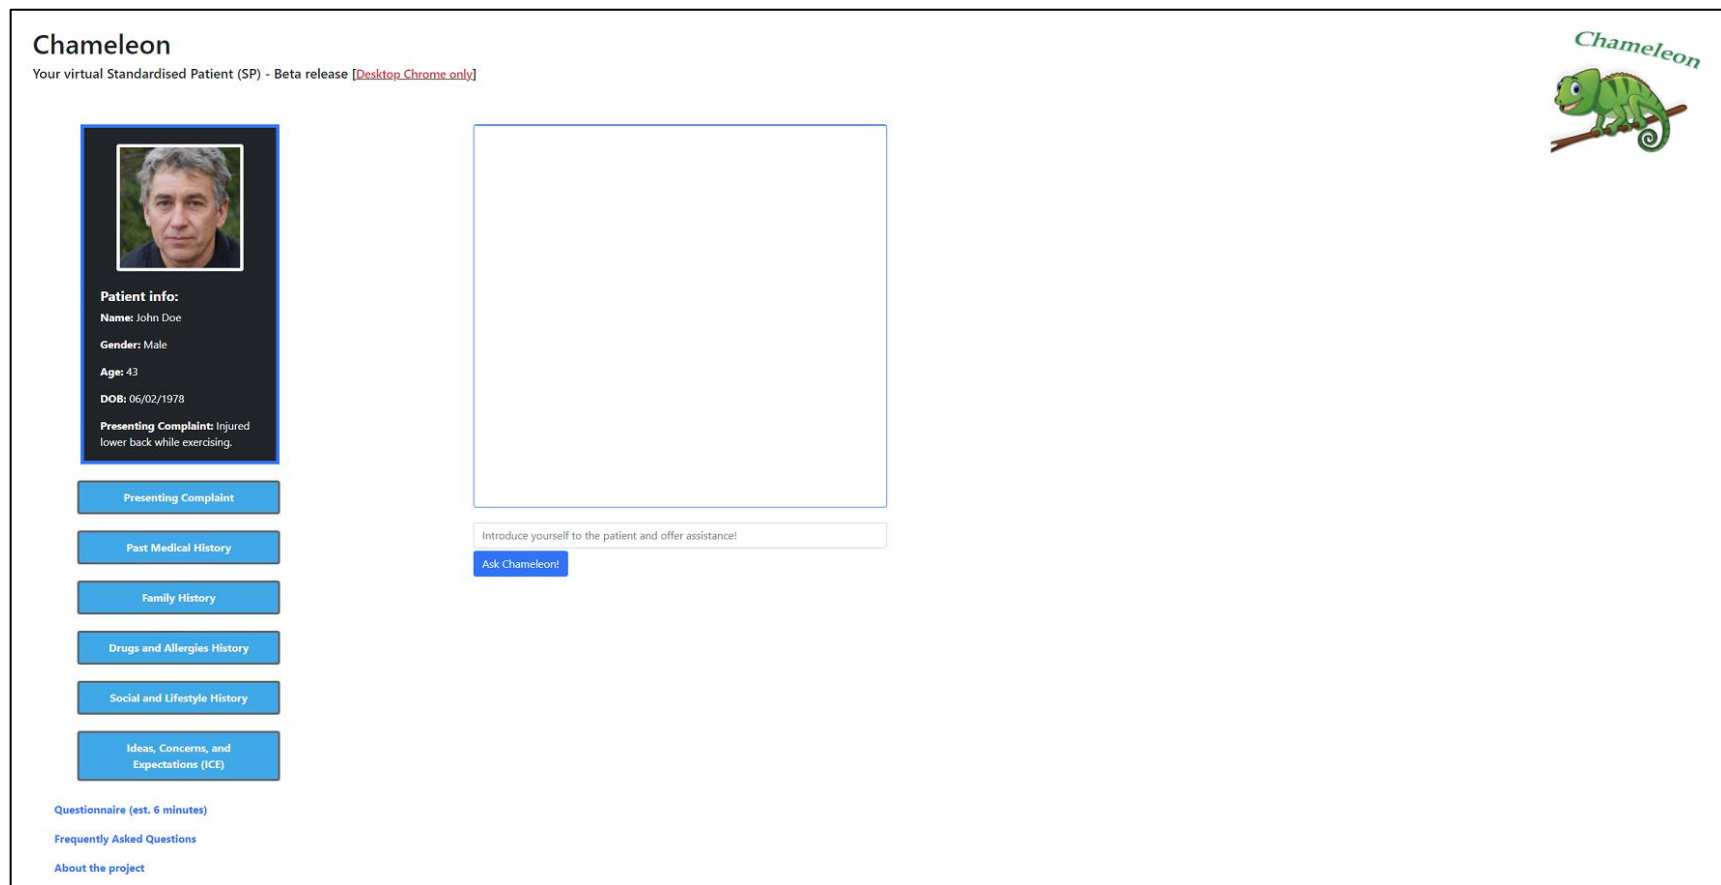 Chameleon
Your virtual Standardised Patient (SP) - Beta release [Desktop Chrome only]
Chameleon
Patient info:
Name: John Doe
Gender: Male
Age: 43
DOB: 06/02/1978
Presenting Complaint: Injured
lower back while exercising.
Presenting Complaint
Past Medical History
Family History
Drugs and Allergies History
Social and Lifestyle History
Ideas, Concerns, and
Expectations (ICE)
Questionnaire (est. 6 minutes)
Frequently Asked Questions
About the project
Introduce yourself to the patient and offer assistance!
Ask Chameleon!